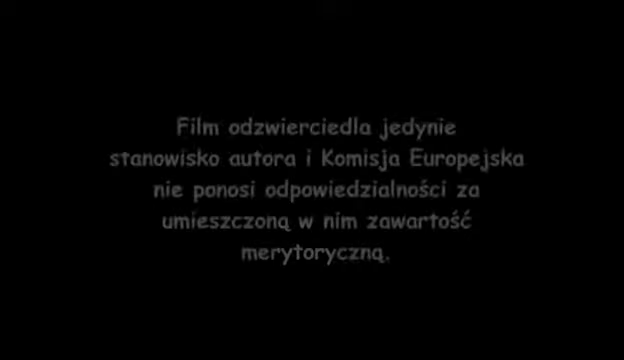 Film odzwierciedla jedynie
stanowisko autora i Komisja Europejska
nie ponosi odpowiedzialności za
umieszczoną w nim zawartość
merytoryczną.